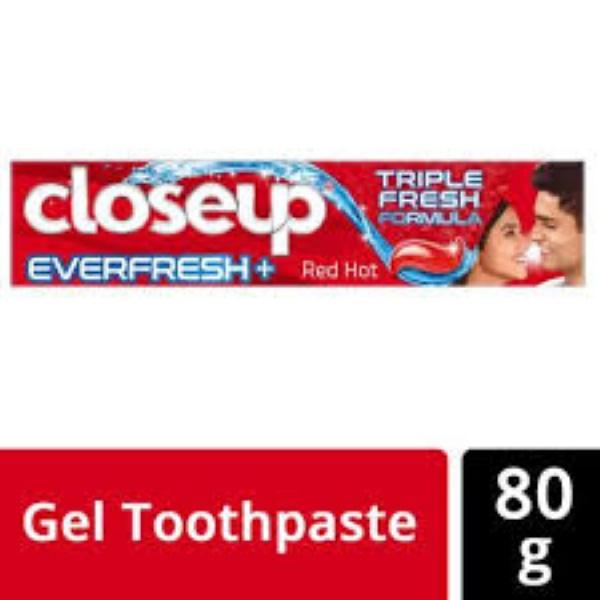 closeup
EVERFRESH+
Red Hot
TRIPLE
FRESH
FORMULA
Gel Toothpaste
80
g